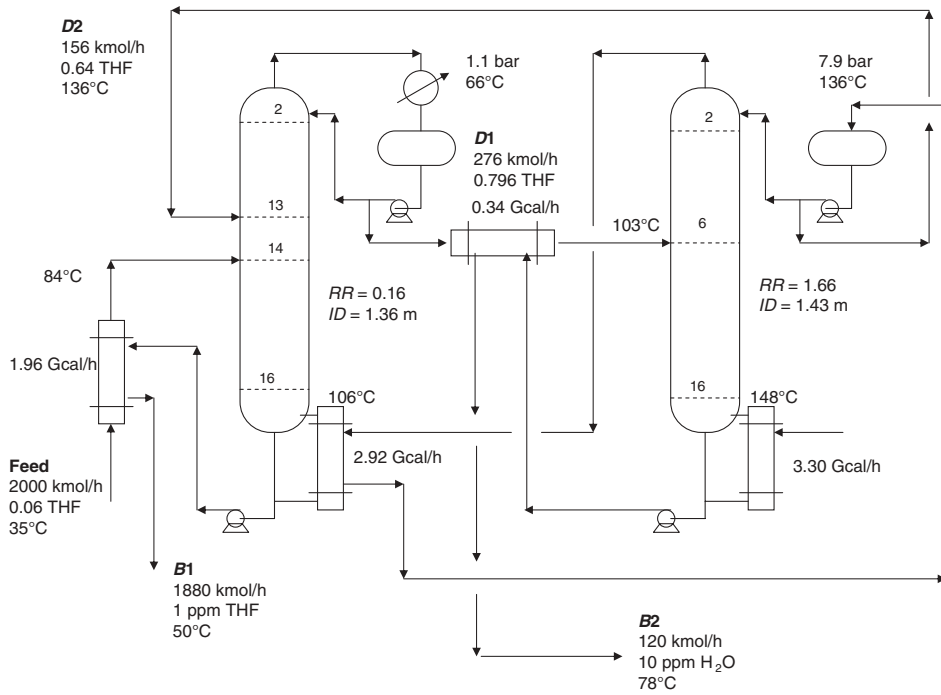 D2
156 kmol/h
0.64 THF
136°C
2
13
14
16
84°C
1.96 Gcal/h
Feed
2000 kmol/h
0.06 THF
35°C
B1
1880 kmol/h
1 ppm THF
50°C
1.1 bar
66°C
RR = 0.16
ID = 1.36 m
106°C
2.92 Gcal/h
D1
276 kmol/h
0.796 THF
0.34 Gcal/h
103°C
2
6
16
7.9 bar
136°C
RR = 1.66
ID = 1.43 m
148°C
3.30 Gcal/h
B2
120 kmol/h
10 ppm H₂O
78°C